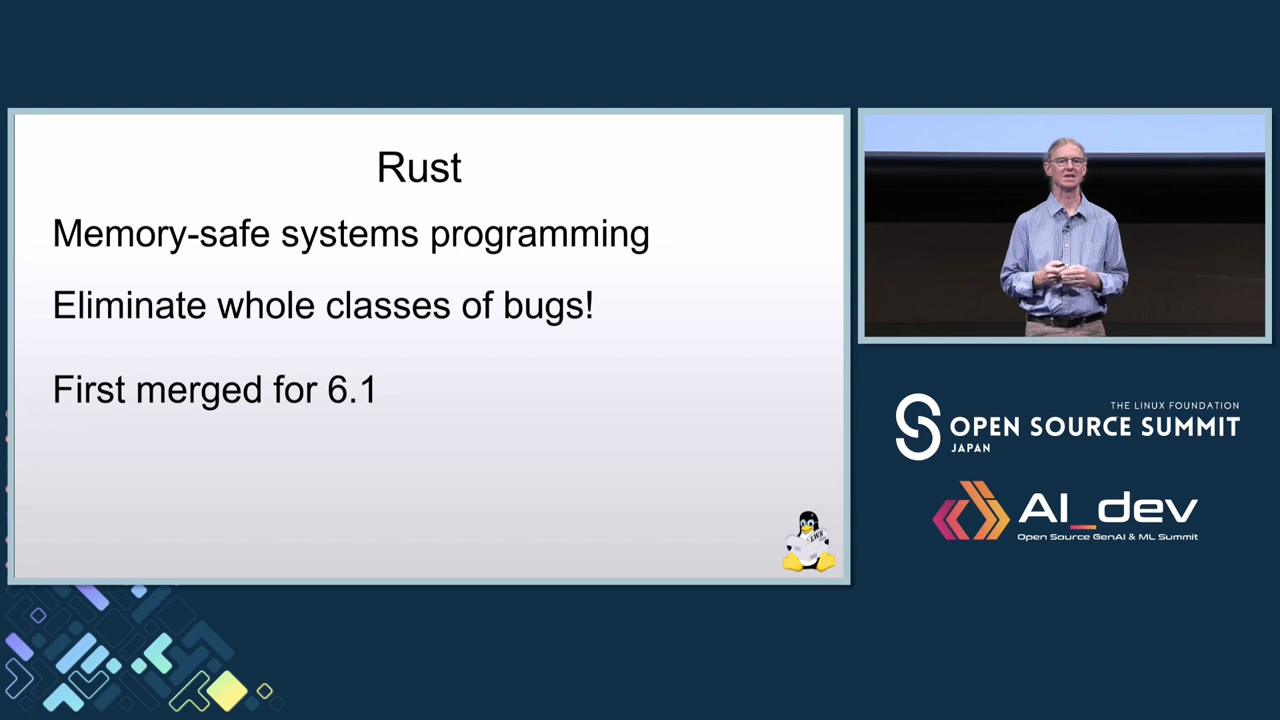 Rust
Memory-safe systems programming
Eliminate whole classes of bugs!
First merged for 6.1
LWN
THE LINUX FOUNDATION
OPEN SOURCE SUMMIT
JAPAN
AI_dev
Open Source GenAI & ML Summit